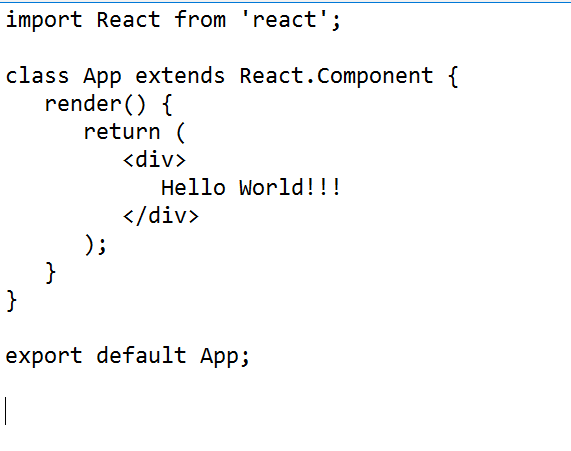 import React from 'react';
class App extends React.Component {
   render() {
      return (
         <div>
            Hello World!!!
         </div>
      );
   }
}
export default App;